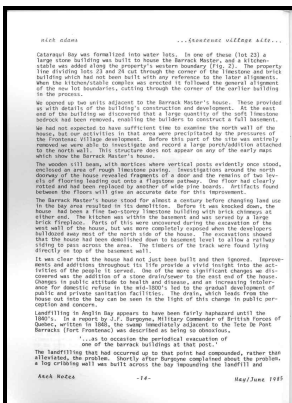 nick adams ...frontenac village site...
Cataraqui Bay was formalized into water lots. In one of these (lot 23) a
large stone building was built to house the Barrack Master, and a kitchen-
stable was added along the property's western boundary (Fig. 2). The property
line dividing lots 23 and 24 cut through the corner of the limestone and brick
building which had not been built with any reference to the later alignments.
When the kitchen/stable complex was erected it followed the general alignment
of the new lot boundaries, cutting through the corner of the earlier building
in the process.
We opened up two units adjacent to the Barrack Master's house. These provided
us with details of the building's construction and development. At the east
end of the building we discovered that a large quantity of the soft limestone
bedrock had been removed, enabling the builders to construct a full basement.
We had not expected to have sufficient time to examine the north wall of the
house, but our activities in that area were precipitated by the pressures of
the Frontenac Village development. Before this part of the site was entirely
removed we were able to investigate and record a large porch/addition attached
to the north wall. This structure does not appear on any of the early maps
which show the Barrack Master's house.
The wooden sill beam, with mortices where vertical posts evidently once stood,
enclosed an area of rough limestone paving. Investigations around the north
doorway of the house revealed fragments of a door and the remains of two lev-
els of flooring leading onto a flagstone pathway. One floor had clearly
rotted and had been replaced by another of wide pine boards. Artifacts found
between the floors will give an accurate date for this improvement.
The Barrack Master's house stood for almost a century before changing land use
in the bay area resulted in its demolition. Before it was knocked down, the
house had been a fine two-storey limestone building with brick chimneys at
either end. The kitchen was within the basement and was served by a large
brick fireplace. Parts of this were uncovered during the excavation of the
west wall of the house, but was more completely exposed when the developers
bulldozed away most of the north side of the house. The excavations showed
that the house had been demolished down to basement level to allow a railway
siding to pass across the area. The timbers of the track were found lying
directly on top of the basement wall.
It was clear that the house had not just been built and then ignored. Improve-
ments and additions throughout its life provide a vivid insight into the act-
ivities of the people it served. One of the more significant changes we dis-
covered was the addition of a stone drain/sewer to the east end of the house.
Changes in public attitude to health and disease, and an increasing intoler-
ance for domestic refuse in the mid-1800's led to the gradual development of
public and private sanitation facilities. The drain, which leads from the
house out into the bay can be seen in the light of this change in public per-
ception and concern.
Landfilling in Anglin Bay appears to have been fairly haphazard until the
1840's. In a report by J.F. Burgoyne, Military Commander of British Forces of
Quebec, written in 1868, the swamp immediately adjacent to the Tete De Pont
Barracks (Fort Frontenac) was described as being so obnoxious,
'...as to occasion the periodical evacuation of
one of the barrack buildings at that post.'
The landfilling that had occurred up to that point had compounded, rather than
alleviated, the problem. Shortly after Burgoyne complained about the problem,
a log cribbing wall was built across the bay impounding the landfill and
Arch Notes -14- May/June 1985